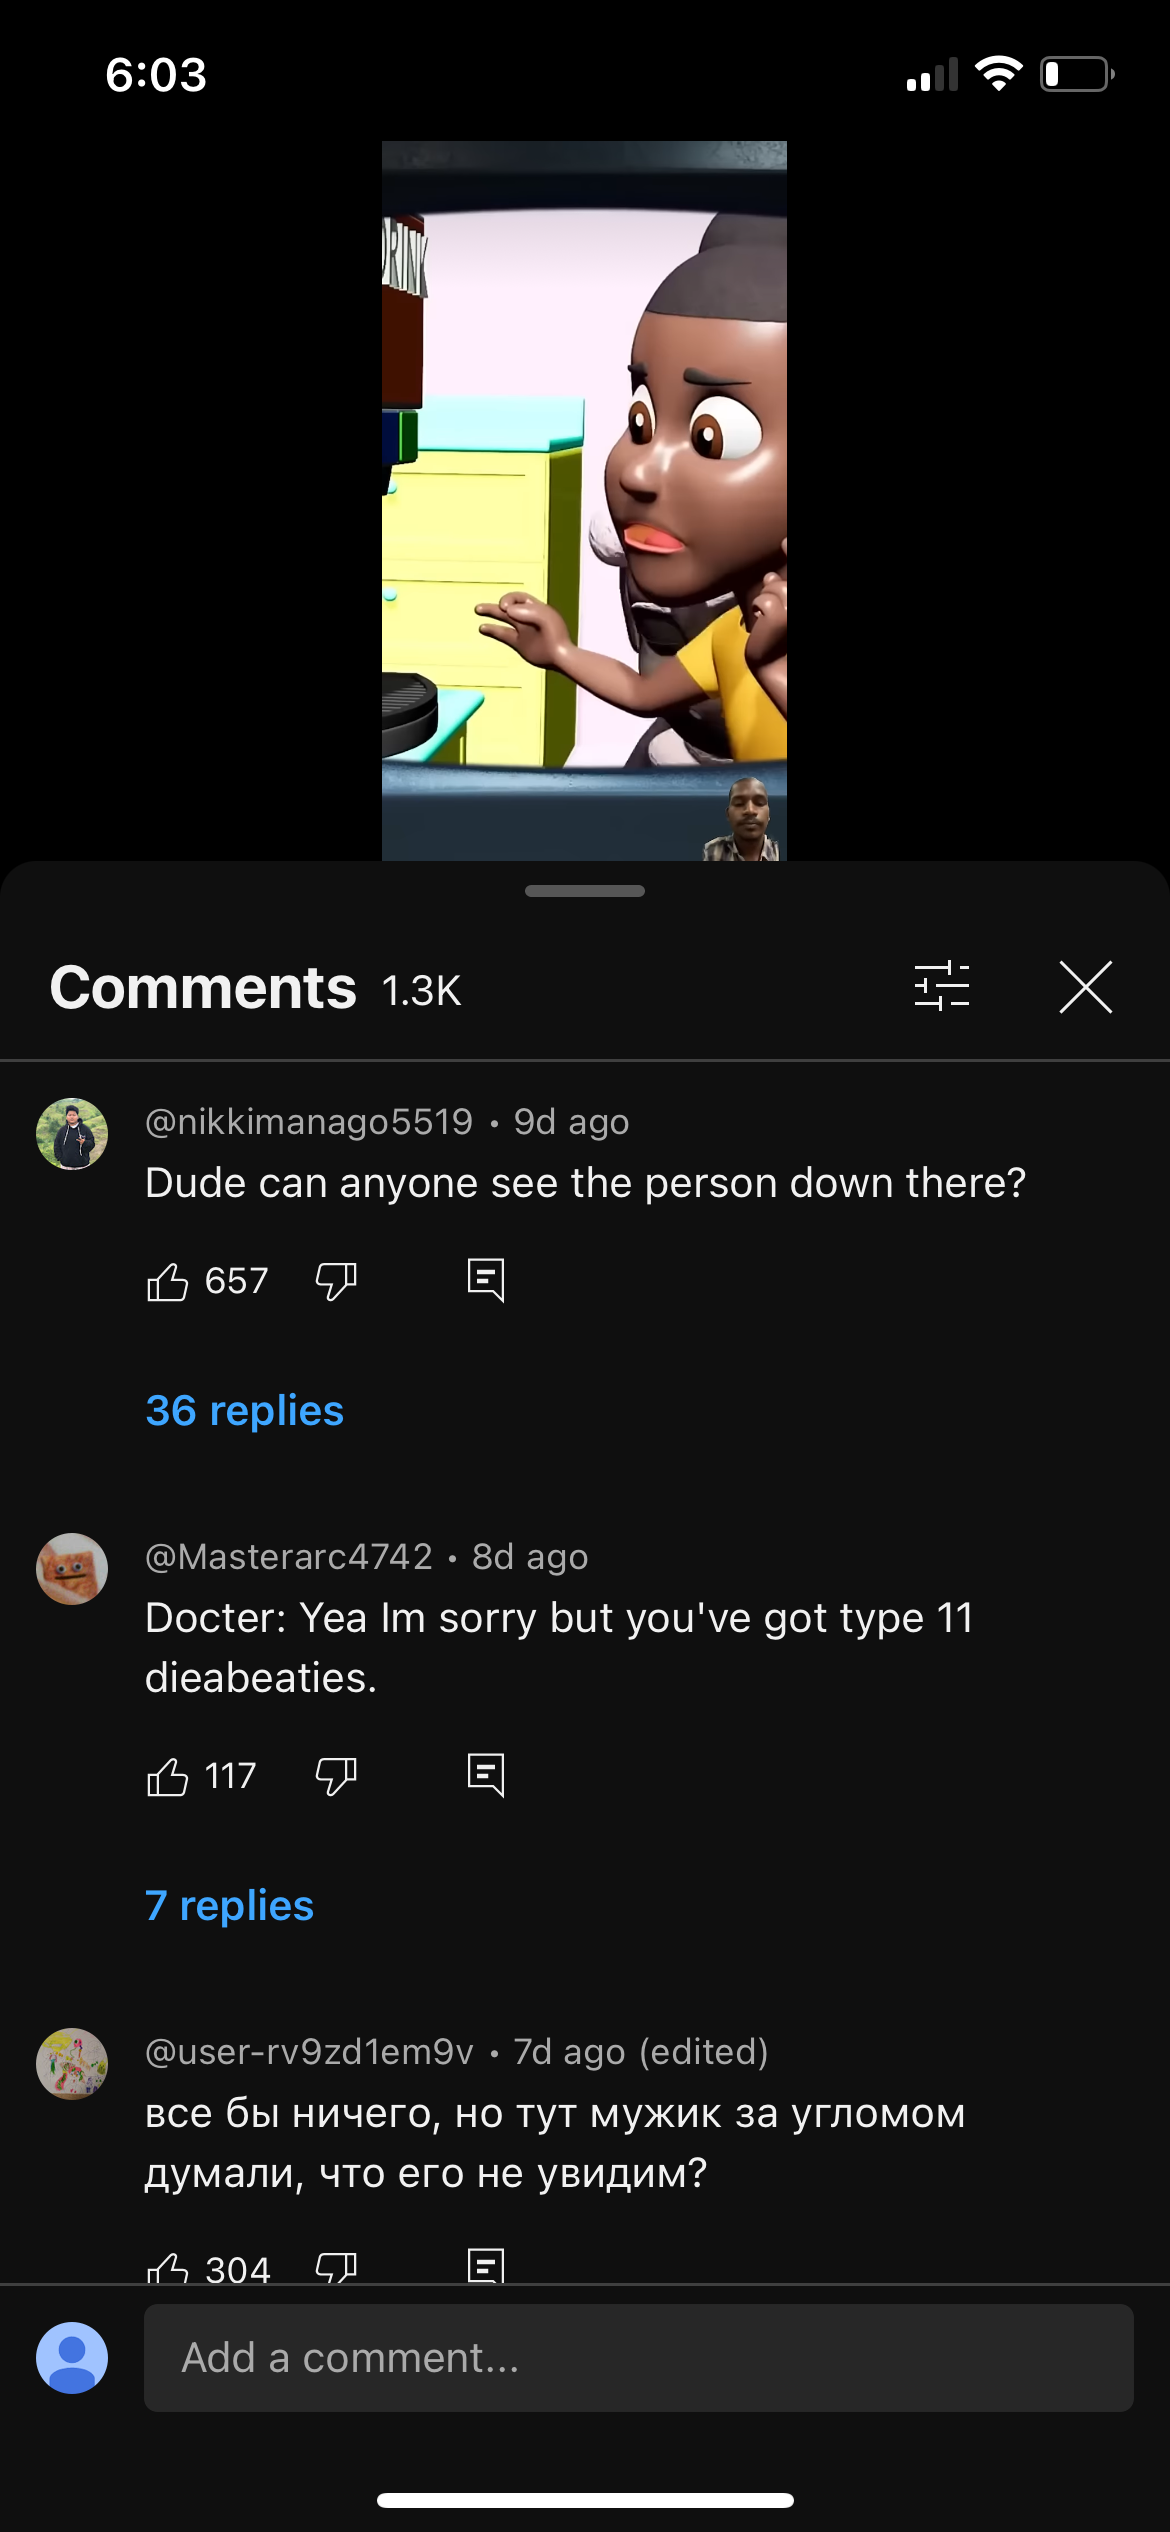 6:03
DRINK
Comments 1.3K
@nikkimanago5519 • 9d ago
Dude can anyone see the person down there?
657
36 replies
@Masterarc4742 • 8d ago
Docter: Yea Im sorry but you've got type 11
dieabeaties.
117
7 replies
@user-rv9zd1em9v • 7d ago (edited)
все бы ничего, но тут мужик за угломом
думали, что его не увидим?
304
Add a comment...